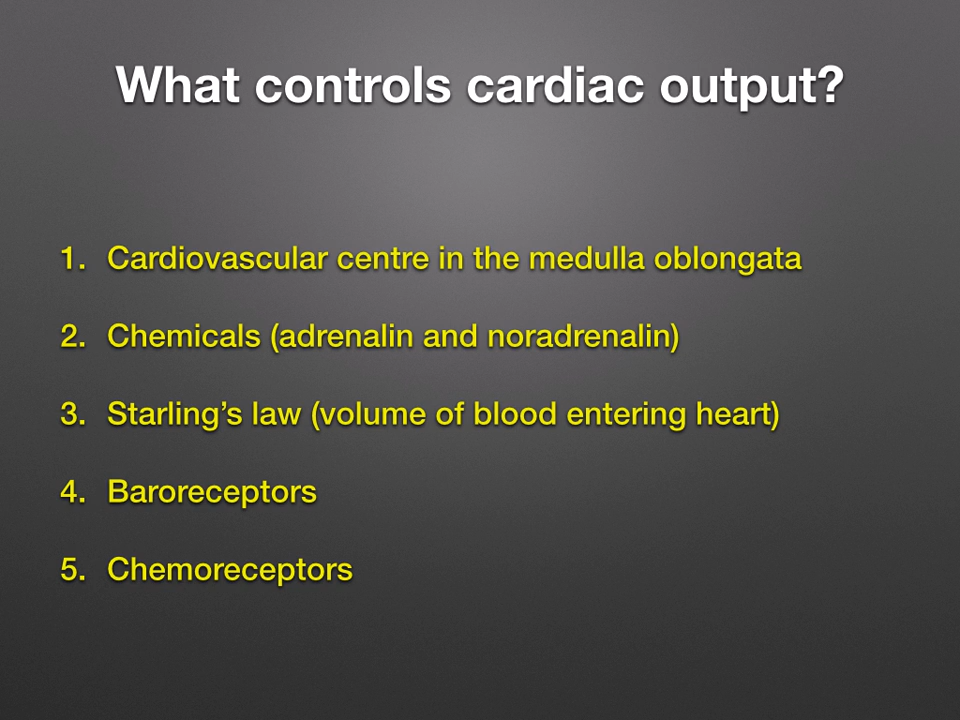 What controls cardiac output?
1. Cardiovascular centre in the medulla oblongata
2. Chemicals (adrenalin and noradrenalin)
3. Starling’s law (volume of blood entering heart)
4. Baroreceptors
5. Chemoreceptors